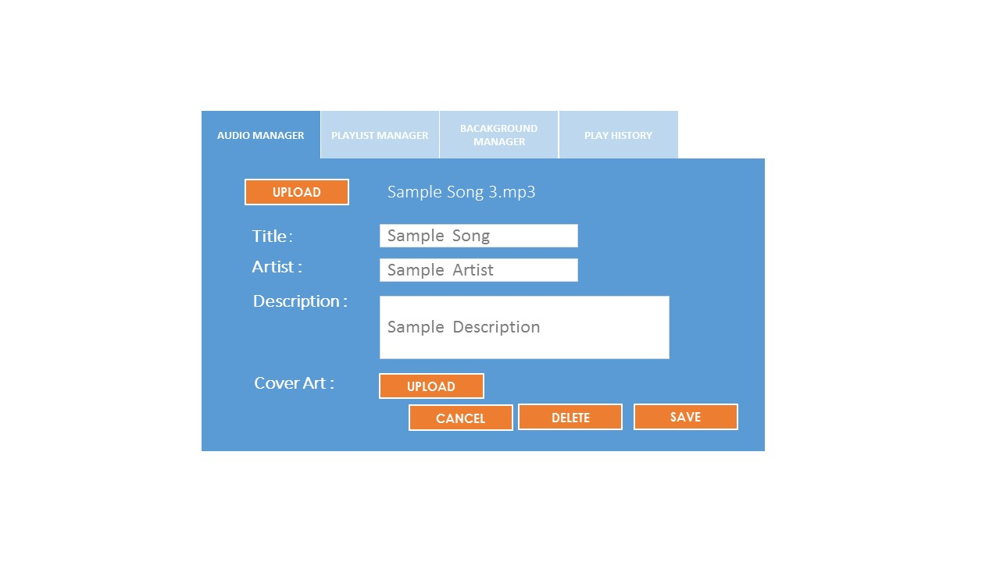 AUDIO MANAGER
PLAYLIST MANAGER
BACAKGROUND
MANAGER
PLAY HISTORY
UPLOAD
Sample Song 3.mp3
Title :
Sample Song
Artist :
Sample Artist
Description :
Sample Description
Cover Art :
UPLOAD
CANCEL
DELETE
SAVE